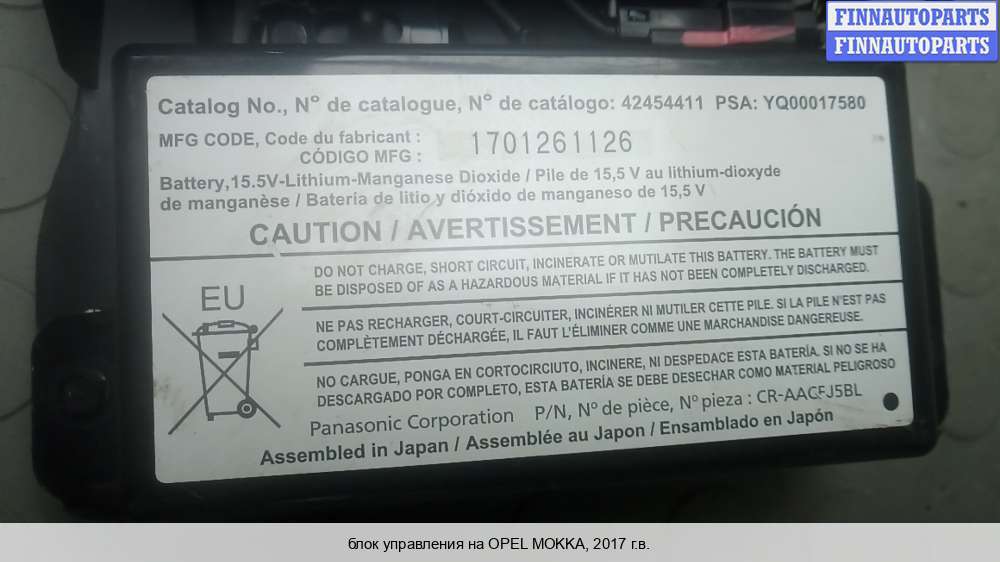 FINNAUTOPARTS
FINNAUTOPARTS
Catalog No., N° de catalogue, N° de catálogo: 42454411 PSA: YQ00017580
MFG CODE, Code du fabricant :
CÓDIGO MFG :
1701261126
Battery,15.5V-Lithium-Manganese Dioxide / Pile de 15,5 V au lithium-dioxyde
de manganèse / Bateria de litio y dióxido de manganeso de 15,5 V
CAUTION / AVERTISSEMENT / PRECAUCIÓN
EU
DO NOT CHARGE, SHORT CIRCUIT, INCINERATE OR MUTILATE THIS BATTERY. THE BATTERY MUST
BE DISPOSED OF AS A HAZARDOUS MATERIAL IF IT HAS NOT BEEN COMPLETELY DISCHARGED.
NE PAS RECHARGER, COURT-CIRCUITER, INCINÉRER NI MUTILER CETTE PILE. SI LA PILE N'EST PAS
COMPLÈTEMENT DÉCHARGÉE, IL FAUT L'ÉLIMINER COMME UNE MARCHANDISE DANGEREUSE.
NO CARGUE, PONGA EN CORTOCIRCIUTO, INCINERE, NI DESPEDACE ESTA BATERÍA. SI NO SE HA
DESCARGADO POR COMPLETO, ESTA BATERÍA SE DEBE DESECHAR COMO MATERIAL PELIGROSO
Panasonic Corporation P/N, N° de pièce, N° pieza : CR-AACFJ5BL
Assembled in Japan / Assemblée au Japon / Ensamblado en Japón
блок управления на OPEL MOKKA, 2017 г.в.